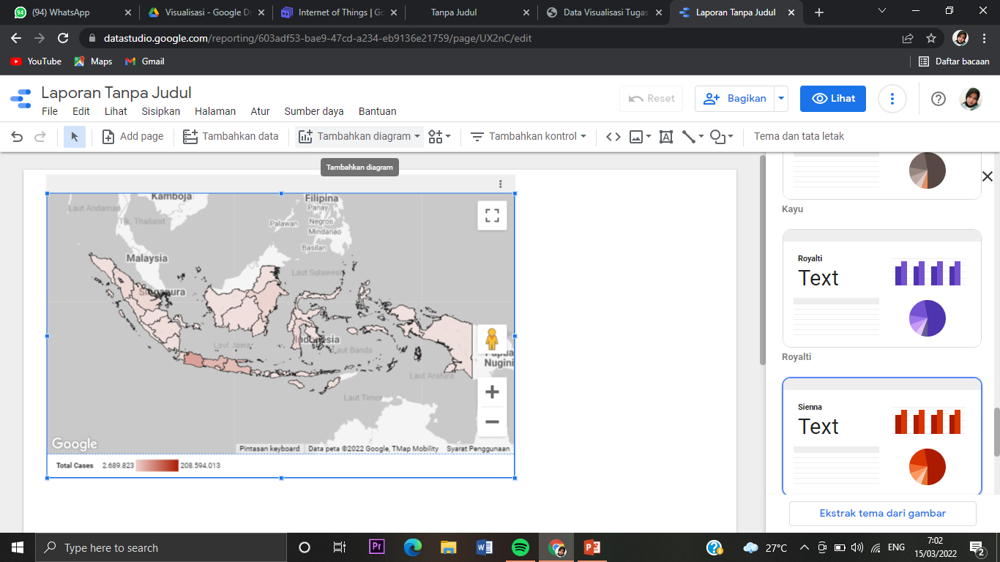 (94) WhatsApp
Visualisasi - Google D
Internet of Things | Go
Tanpa Judul
Data Visualisasi Tugas
Laporan Tanpa Judul
datastudio.google.com/reporting/603adf53-bae9-47cd-a234-eb9136e21759/page/UX2nC/edit
YouTube
Maps
Gmail
Daftar bacaan
Laporan Tanpa Judul
File Edit Lihat Sisipkan Halaman Atur Sumber daya Bantuan
Reset
Bagikan
Lihat
Add page
Tambahkan data
Tambahkan diagram
Tambahkan kontrol
Tema dan tata letak
Tambahkan diagram
Kamboja
Filipina
Laut Andaman
Panay
Tlk. Thailand
Palawan
Negros
Mindanao
Basilan
Malaysia
Laut Sulawesi
Singapura
Laut Jawa
Indonesia
Laut Banda
Papua
Nugini
Laut Arafura
Laut Timor
Google
Pintasan keyboard
Data peta ©2022 Google, TMap Mobility
Syarat Penggunaan
Total Cases 2.689.823 208.594.013
Kayu
Royalti
Text
Royalti
Sienna
Text
Ekstrak tema dari gambar
Type here to search
Pr
27°C
ENG
7:02
15/03/2022
2